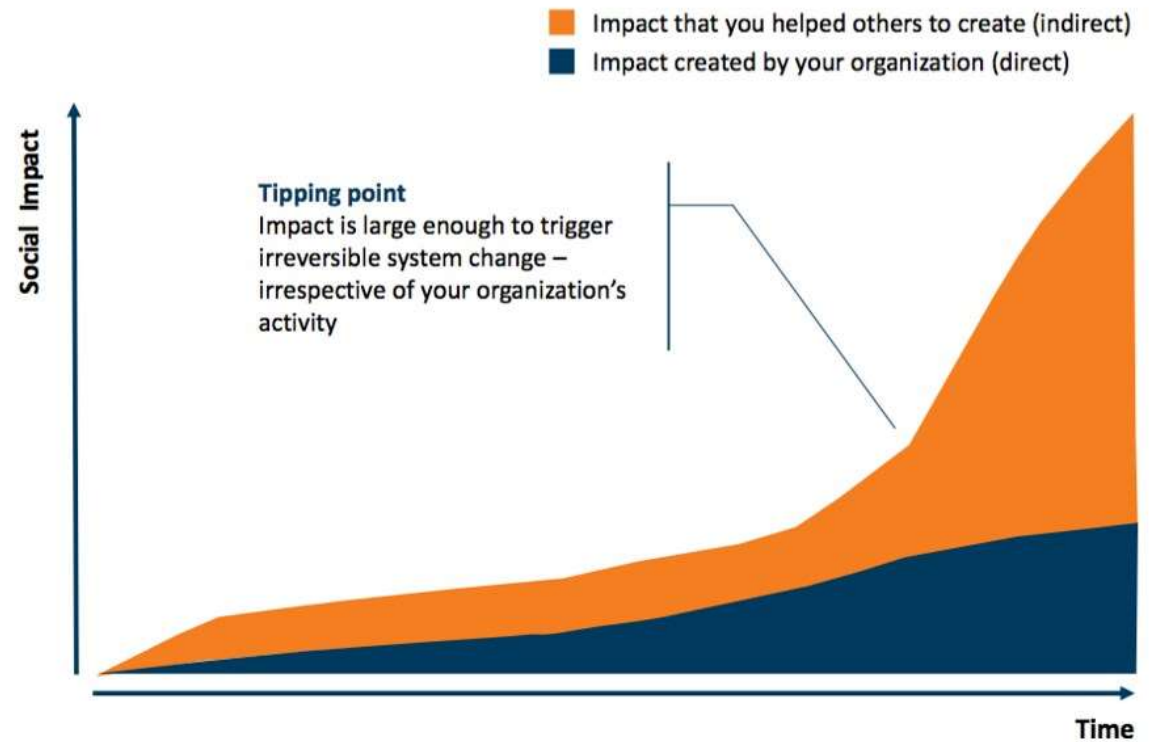 Impact that you helped others to create (indirect)
Impact created by your organization (direct)
Social Impact
Tipping point
Impact is large enough to trigger
irreversible system change –
irrespective of your organization's
activity
Time